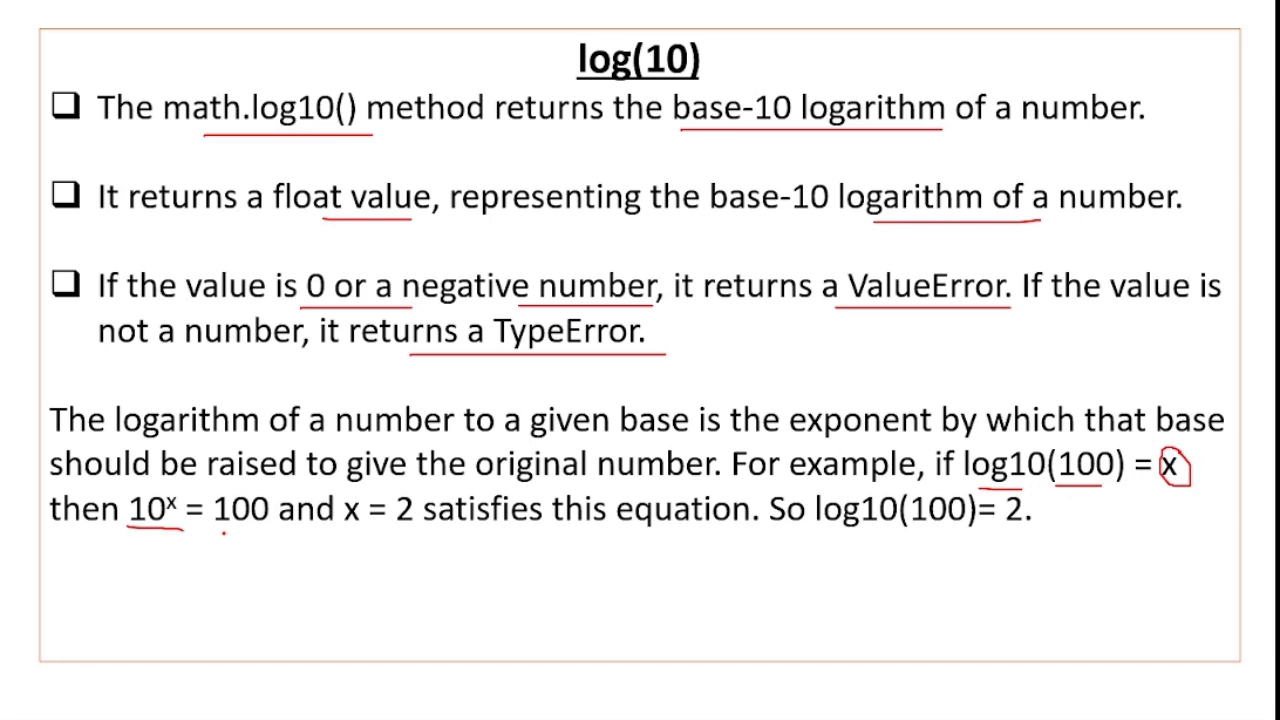 log(10)
❑ The math.log10() method returns the base-10 logarithm of a number.
❑ It returns a float value, representing the base-10 logarithm of a number.
❑ If the value is 0 or a negative number, it returns a ValueError. If the value is
not a number, it returns a TypeError.
The logarithm of a number to a given base is the exponent by which that base
should be raised to give the original number. For example, if log10(100) = x
then 10ˣ = 100 and x = 2 satisfies this equation. So log10(100)= 2.